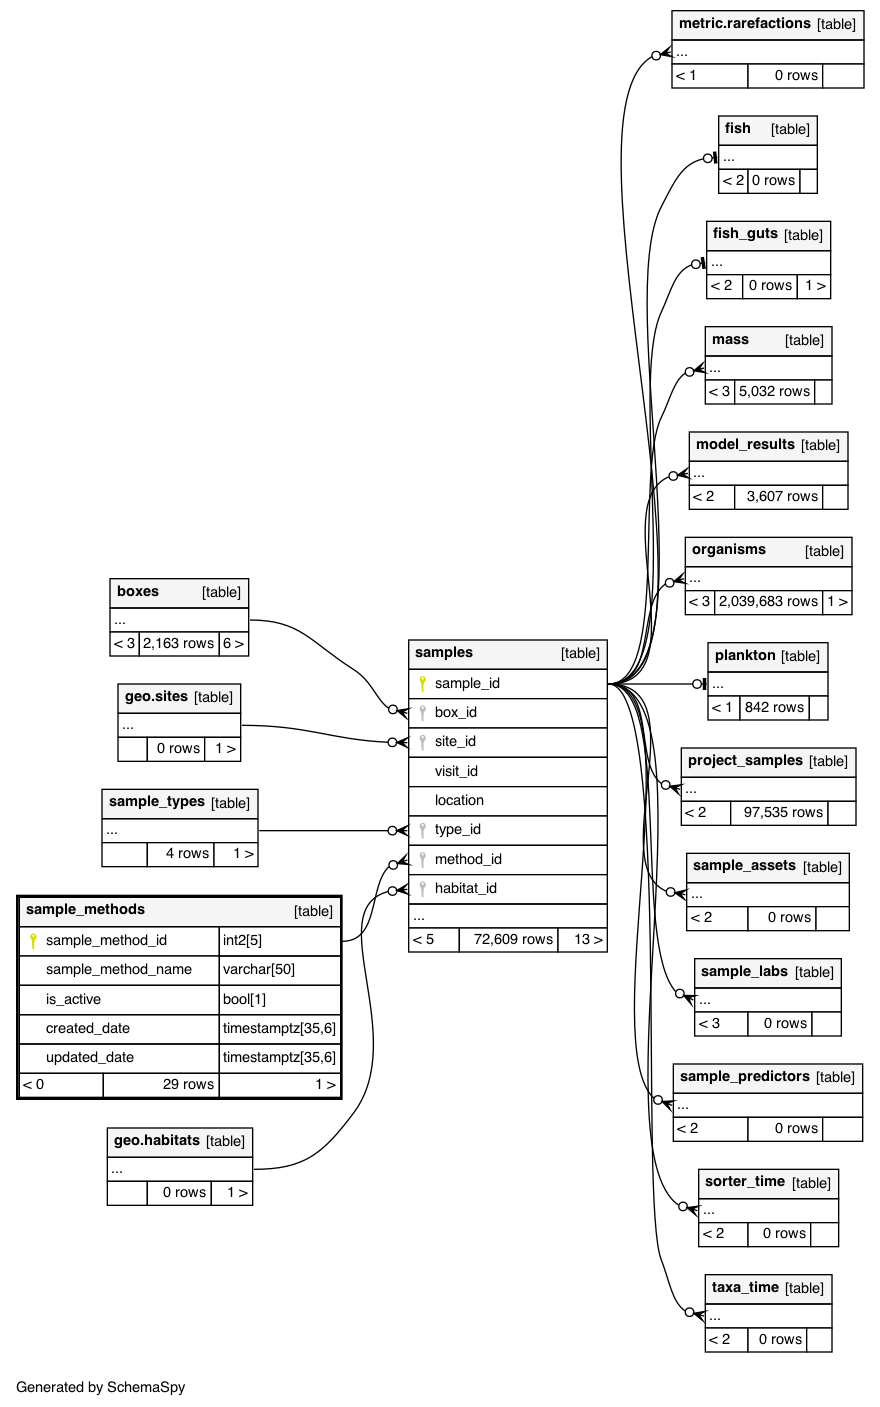 metric.rarefactions [table]
...
< 1 0 rows
fish [table]
...
< 2 0 rows
fish_guts [table]
...
< 2 0 rows 1 >
mass [table]
...
< 3 5,032 rows
model_results [table]
...
< 2 3,607 rows
organisms [table]
...
< 3 2,039,683 rows 1 >
boxes [table]
...
< 3 2,163 rows 6 >
geo.sites [table]
...
0 rows 1 >
sample_types [table]
...
4 rows 1 >
sample_methods [table]
sample_method_id int2[5]
sample_method_name varchar[50]
is_active bool[1]
created_date timestamptz[35,6]
updated_date timestamptz[35,6]
< 0 29 rows 1 >
geo.habitats [table]
...
0 rows 1 >
samples [table]
sample_id
box_id
site_id
visit_id
location
type_id
method_id
habitat_id
...
< 5 72,609 rows 13 >
plankton [table]
...
< 1 842 rows
project_samples [table]
...
< 2 97,535 rows
sample_assets [table]
...
< 2 0 rows
sample_labs [table]
...
< 3 0 rows
sample_predictors [table]
...
< 2 0 rows
sorter_time [table]
...
< 2 0 rows
taxa_time [table]
...
< 2 0 rows
Generated by SchemaSpy